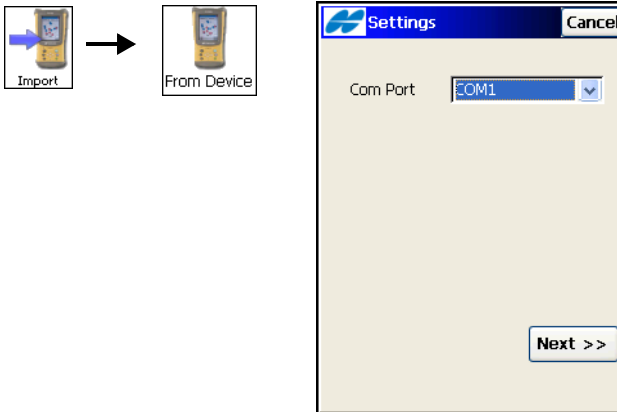 Import
From Device
Settings
Cancel
Com Port
COM1
Next >>